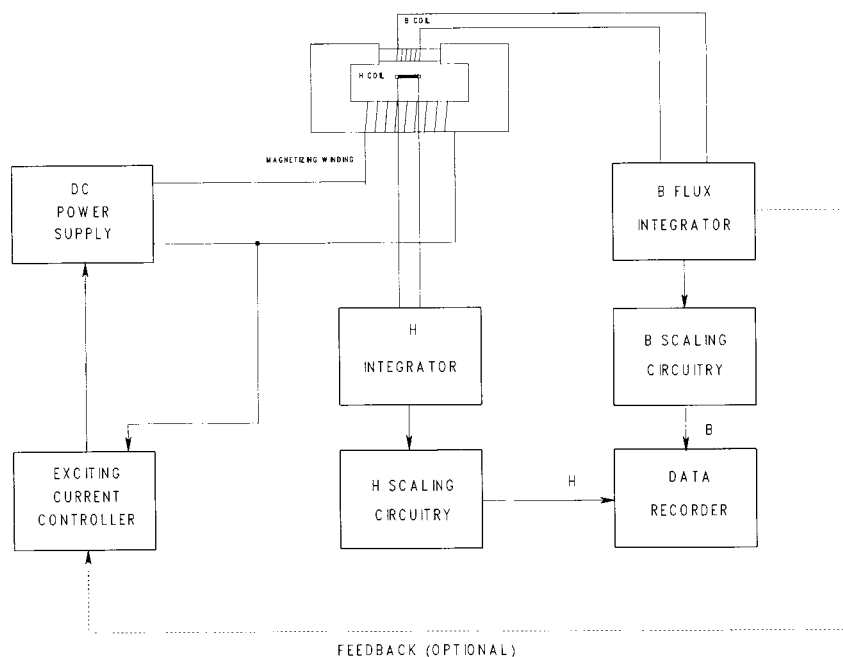 B COIL
H COIL
MAGNETIZING WINDING
DC
POWER
SUPPLY
B FLUX
INTEGRATOR
H
INTEGRATOR
B SCALING
CIRCUITRY
B
EXCITING
CURRENT
CONTROLLER
H SCALING
CIRCUITRY
H
DATA
RECORDER
FEEDBACK (OPTIONAL)